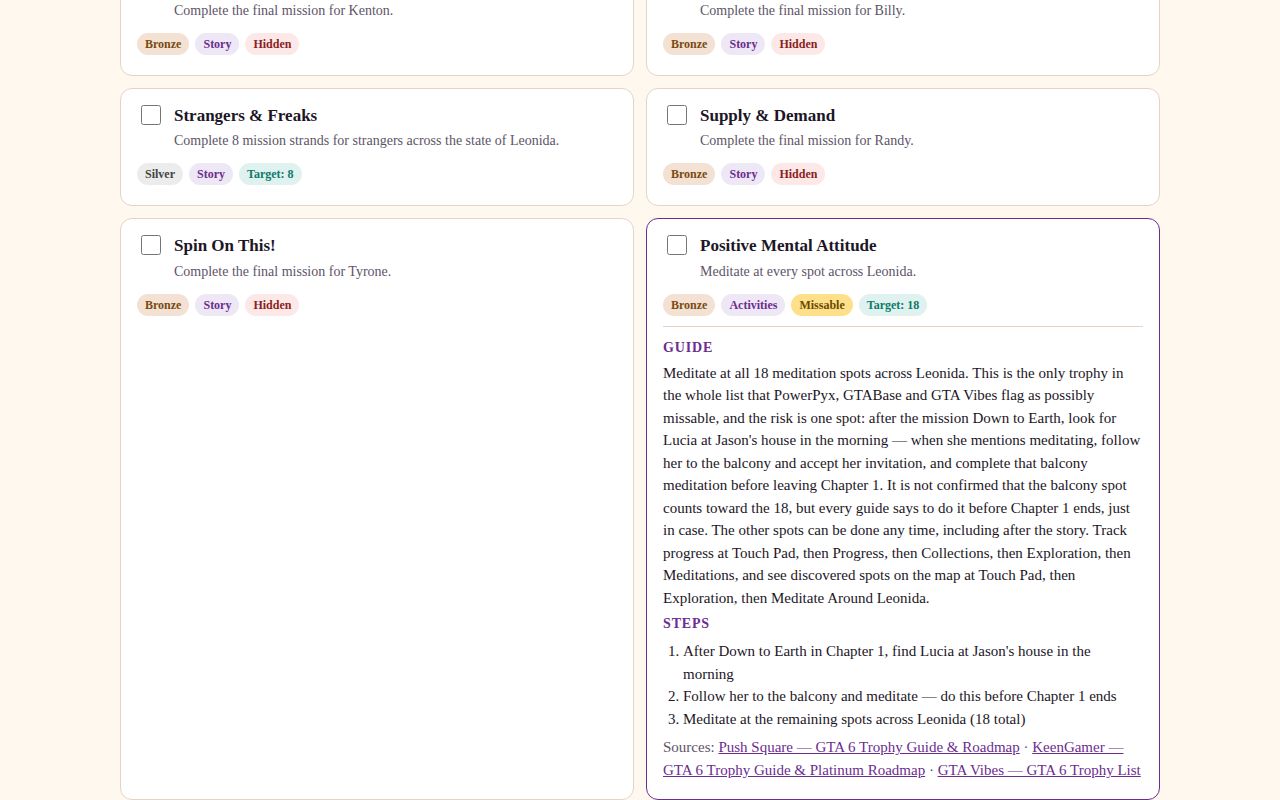 Complete the final mission for Kenton.
Bronze Story Hidden
Complete the final mission for Billy.
Bronze Story Hidden
Strangers & Freaks
Complete 8 mission strands for strangers across the state of Leonida.
Silver Story Target: 8
Supply & Demand
Complete the final mission for Randy.
Bronze Story Hidden
Spin On This!
Complete the final mission for Tyrone.
Bronze Story Hidden
Positive Mental Attitude
Meditate at every spot across Leonida.
Bronze Activities Missable Target: 18
GUIDE
Meditate at all 18 meditation spots across Leonida. This is the only trophy in
the whole list that PowerPyx, GTABase and GTA Vibes flag as possibly
missable, and the risk is one spot: after the mission Down to Earth, look for
Lucia at Jason's house in the morning — when she mentions meditating, follow
her to the balcony and accept her invitation, and complete that balcony
meditation before leaving Chapter 1. It is not confirmed that the balcony spot
counts toward the 18, but every guide says to do it before Chapter 1 ends, just
in case. The other spots can be done any time, including after the story. Track
progress at Touch Pad, then Progress, then Collections, then Exploration, then
Meditations, and see discovered spots on the map at Touch Pad, then
Exploration, then Meditate Around Leonida.
STEPS
1. After Down to Earth in Chapter 1, find Lucia at Jason's house in the
morning
2. Follow her to the balcony and meditate — do this before Chapter 1 ends
3. Meditate at the remaining spots across Leonida (18 total)
Sources: Push Square — GTA 6 Trophy Guide & Roadmap · KeenGamer —
GTA 6 Trophy Guide & Platinum Roadmap · GTA Vibes — GTA 6 Trophy List